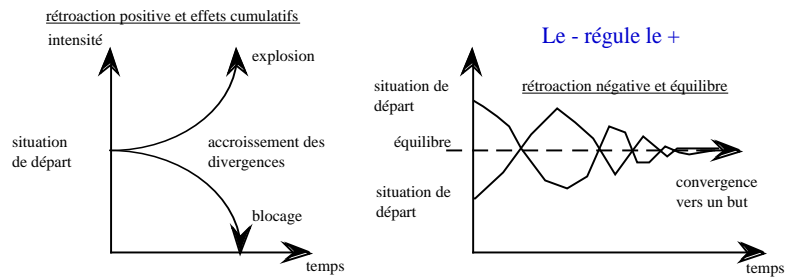 rétroaction positive et effets cumulatifs
intensité
explosion
situation
de départ
accroissement des
divergences
blocage
temps
Le - régule le +
rétroaction négative et équilibre
situation de
départ
équilibre
situation de
départ
convergence
vers un but
temps